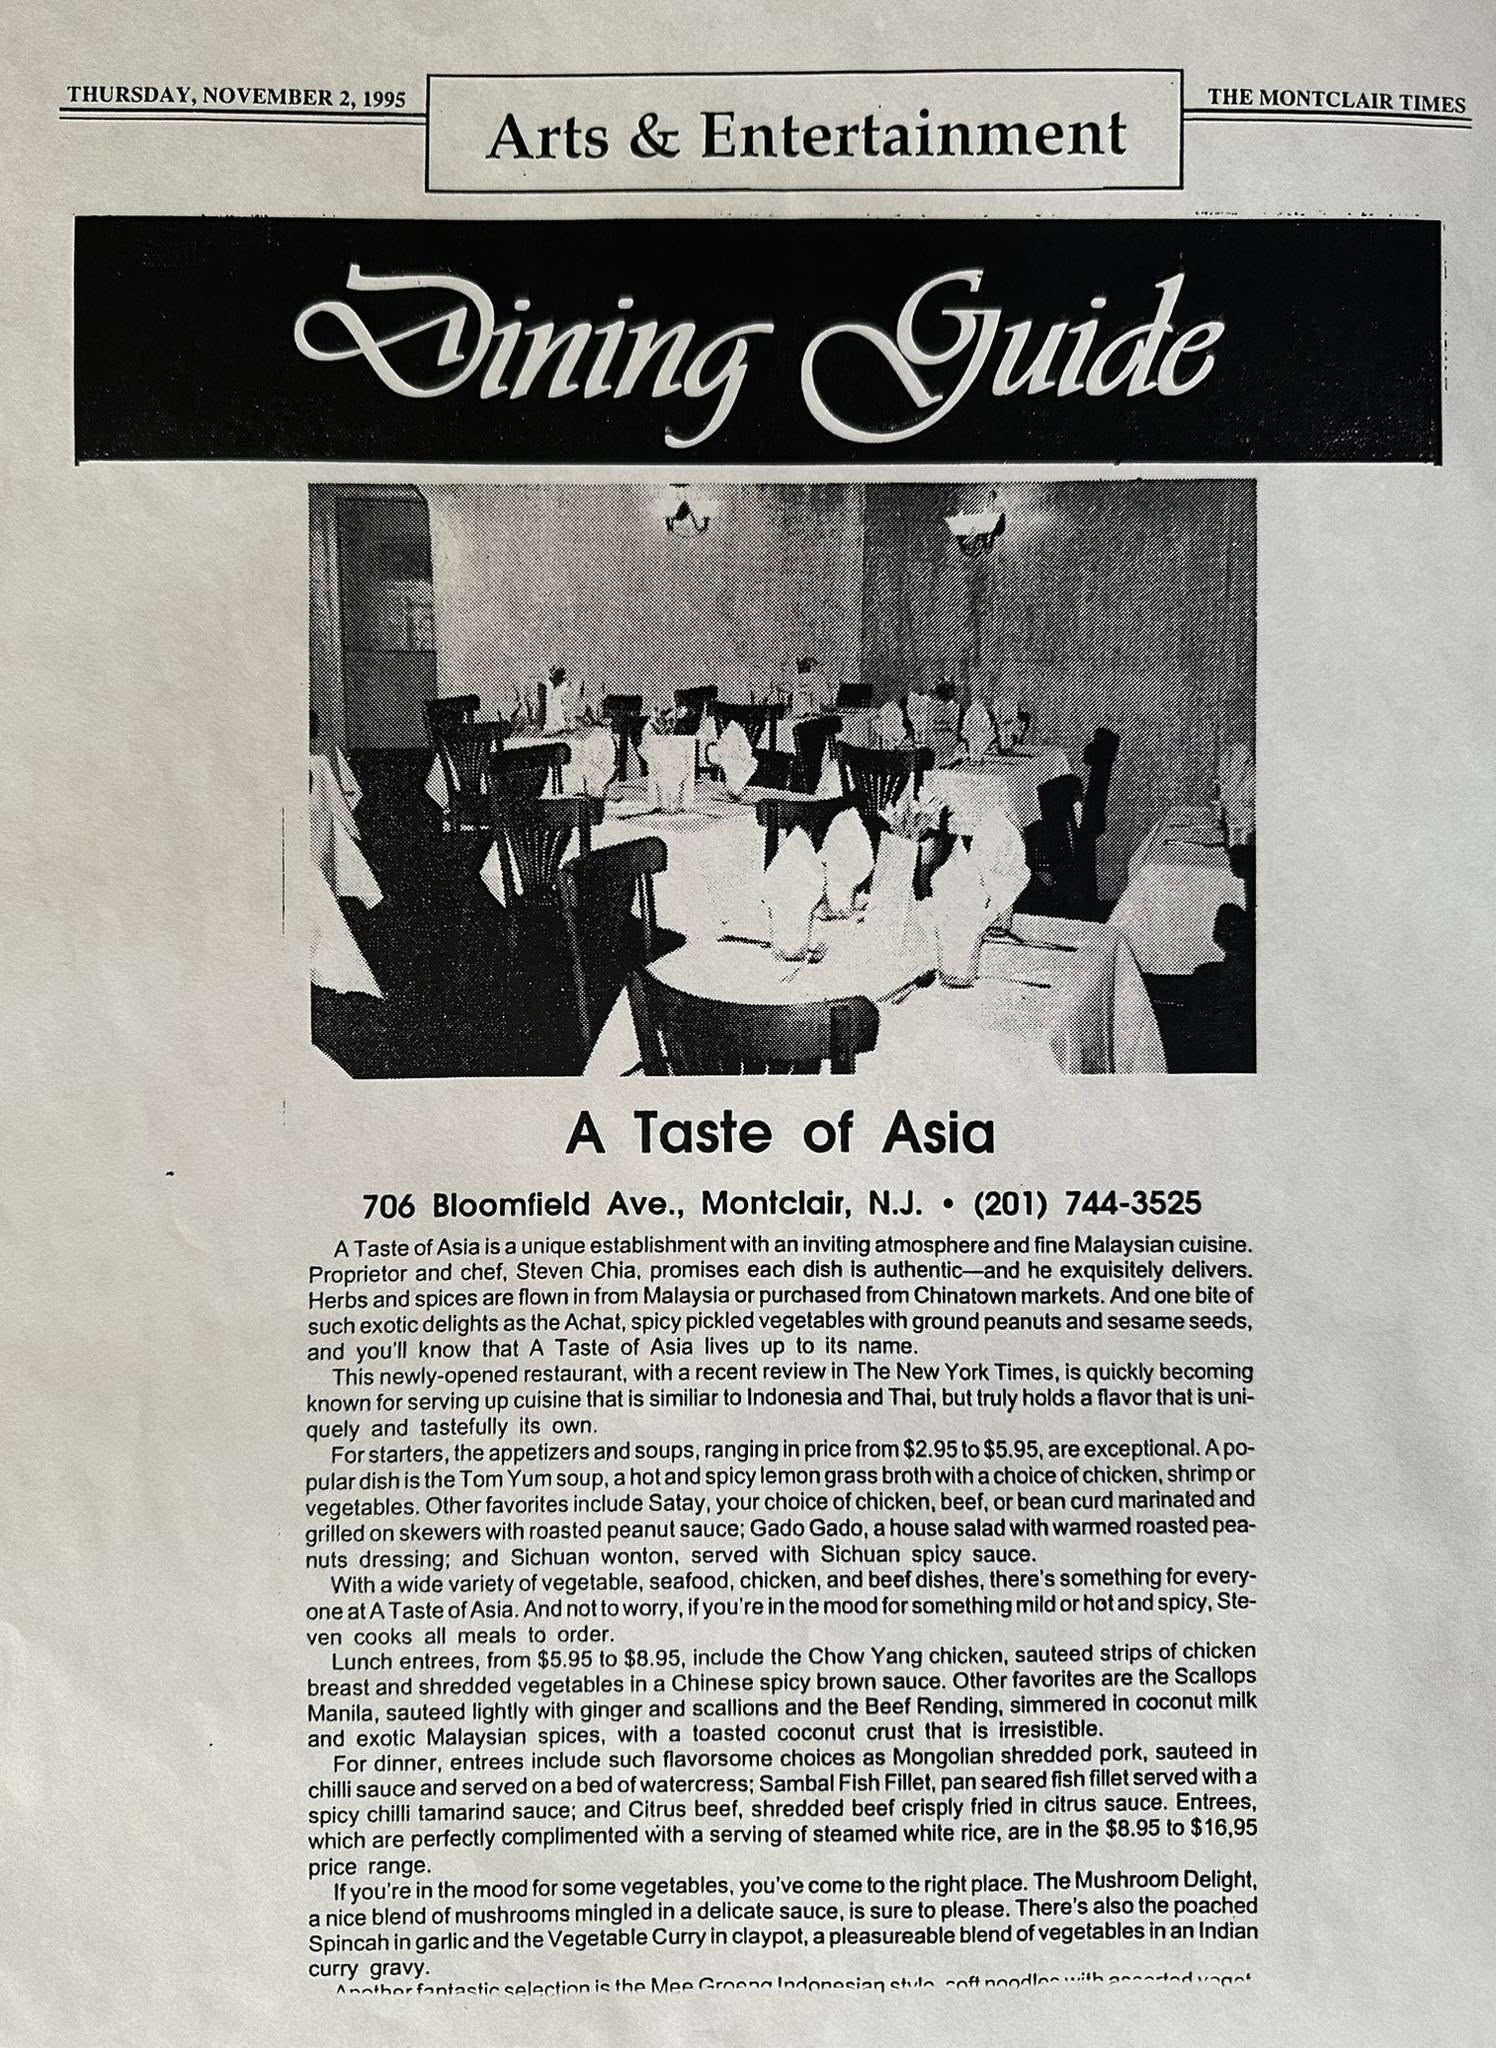 THURSDAY, NOVEMBER 2, 1995
Arts & Entertainment
THE MONTCLAIR TIMES
Dining Guide
A Taste of Asia
706 Bloomfield Ave., Montclair, N.J. • (201) 744-3525
A Taste of Asia is a unique establishment with an inviting atmosphere and fine Malaysian cuisine.
Proprietor and chef, Steven Chia, promises each dish is authentic—and he exquisitely delivers.
Herbs and spices are flown in from Malaysia or purchased from Chinatown markets. And one bite of
such exotic delights as the Achat, spicy pickled vegetables with ground peanuts and sesame seeds,
and you'll know that A Taste of Asia lives up to its name.
This newly-opened restaurant, with a recent review in The New York Times, is quickly becoming
known for serving up cuisine that is similiar to Indonesia and Thai, but truly holds a flavor that is uni-
quely and tastefully its own.
For starters, the appetizers and soups, ranging in price from $2.95 to $5.95, are exceptional. A po-
pular dish is the Tom Yum soup, a hot and spicy lemon grass broth with a choice of chicken, shrimp or
vegetables. Other favorites include Satay, your choice of chicken, beef, or bean curd marinated and
grilled on skewers with roasted peanut sauce; Gado Gado, a house salad with warmed roasted pea-
nuts dressing; and Sichuan wonton, served with Sichuan spicy sauce.
With a wide variety of vegetable, seafood, chicken, and beef dishes, there's something for every-
one at A Taste of Asia. And not to worry, if you're in the mood for something mild or hot and spicy, Ste-
ven cooks all meals to order.
Lunch entrees, from $5.95 to $8.95, include the Chow Yang chicken, sauteed strips of chicken
breast and shredded vegetables in a Chinese spicy brown sauce. Other favorites are the Scallops
Manila, sauteed lightly with ginger and scallions and the Beef Rending, simmered in coconut milk
and exotic Malaysian spices, with a toasted coconut crust that is irresistible.
For dinner, entrees include such flavorsome choices as Mongolian shredded pork, sauteed in
chilli sauce and served on a bed of watercress; Sambal Fish Fillet, pan seared fish fillet served with a
spicy chilli tamarind sauce; and Citrus beef, shredded beef crisply fried in citrus sauce. Entrees,
which are perfectly complimented with a serving of steamed white rice, are in the $8.95 to $16,95
price range.
If you're in the mood for some vegetables, you've come to the right place. The Mushroom Delight,
a nice blend of mushrooms mingled in a delicate sauce, is sure to please. There's also the poached
Spincah in garlic and the Vegetable Curry in claypot, a pleasureable blend of vegetables in an Indian
curry gravy.
Another fantastic selection is the Mee Groeng Indonesian style, soft noodles with assorted